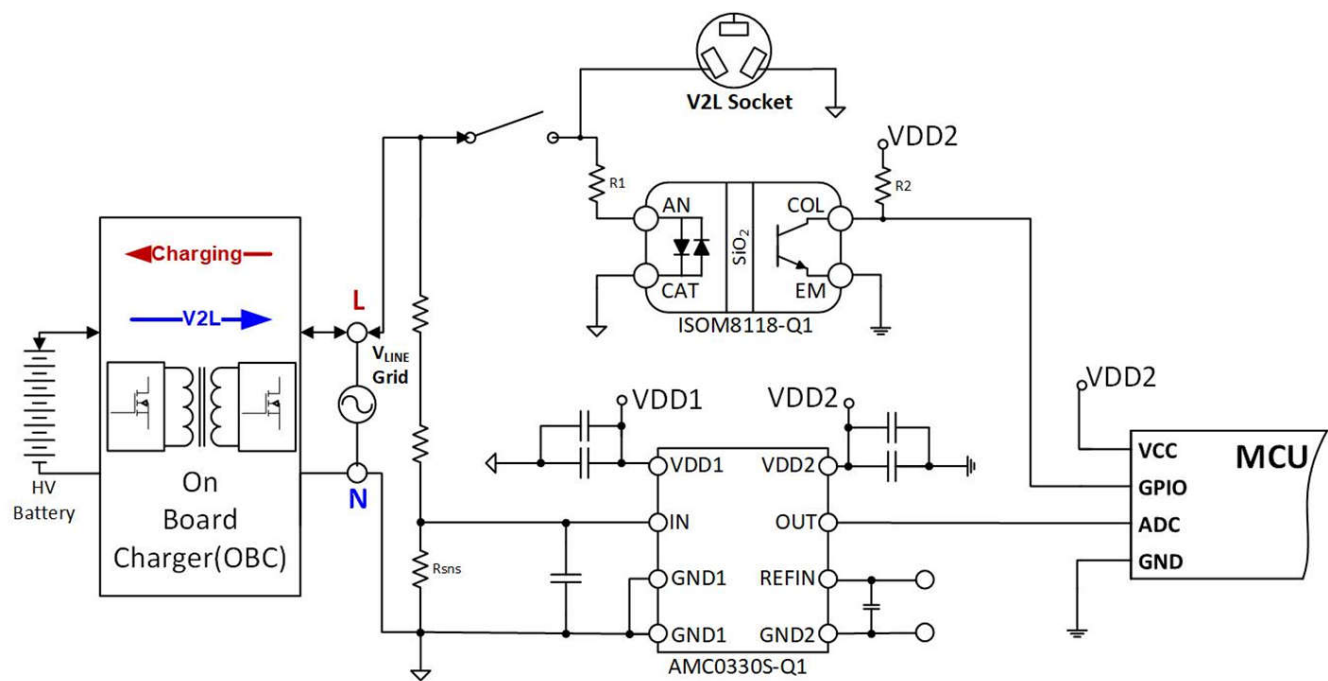 V2L Socket
VDD2
R1
R2
AN
COL
SiO2
CAT
EM
ISOM8118-Q1
Charging
V2L
L
VLINE
Grid
N
HV
Battery
On
Board
Charger(OBC)
VDD1
VDD2
VDD1
VDD2
IN
OUT
Rsns
GND1
REFIN
GND1
GND2
AMC0330S-Q1
VDD2
MCU
VCC
GPIO
ADC
GND